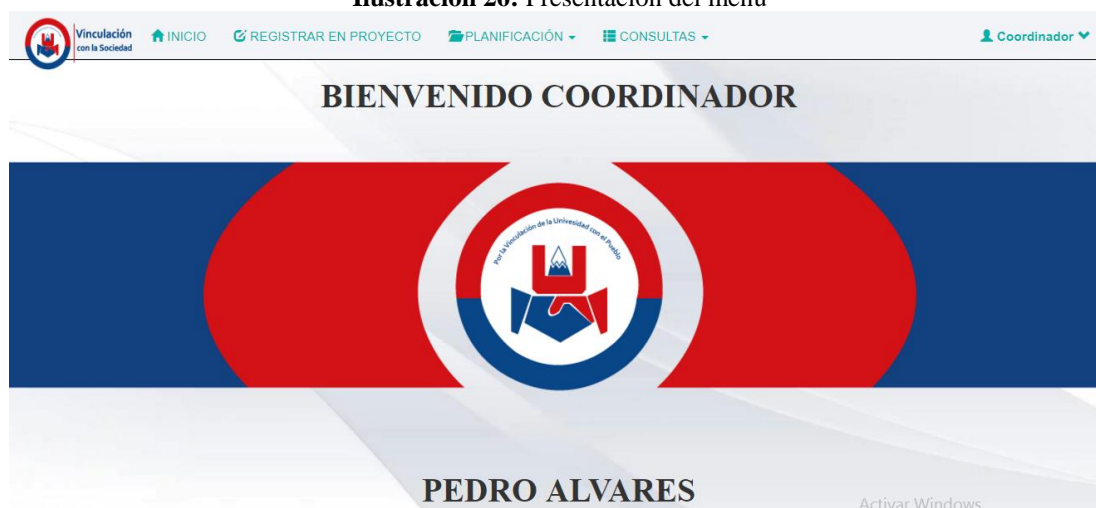 Ilustración 26: Presentación del menú
Vinculación
con la Sociedad
INICIO
REGISTRAR EN PROYECTO
PLANIFICACIÓN
CONSULTAS
Coordinador
BIENVENIDO COORDINADOR
Por la Vinculación de la Univesidad con el Pueblo
PEDRO ALVARES
Activar Windows